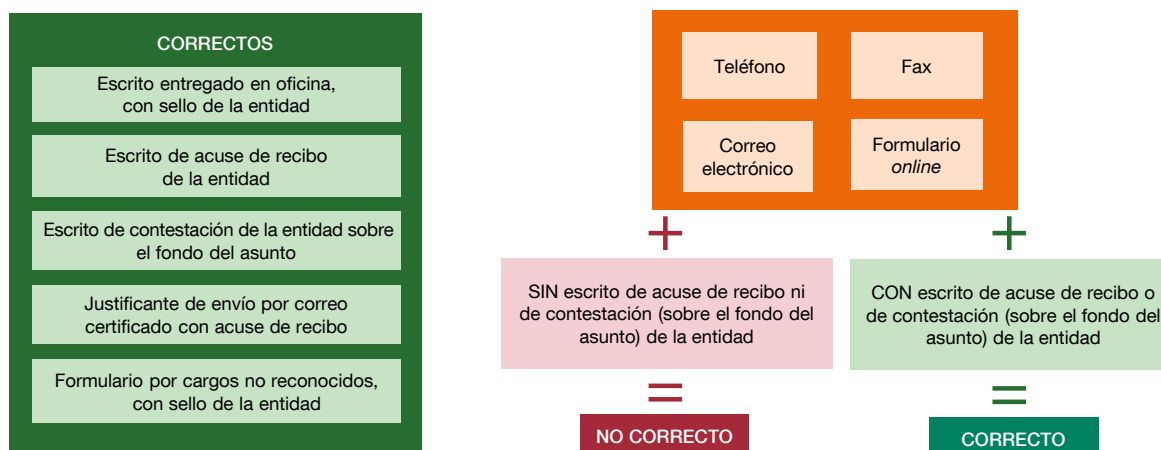 CORRECTOS
Escrito entregado en oficina,
con sello de la entidad
Escrito de acuse de recibo
de la entidad
Escrito de contestación de la entidad sobre
el fondo del asunto
Justificante de envío por correo
certificado con acuse de recibo
Formulario por cargos no reconocidos,
con sello de la entidad
Teléfono
Fax
Correo
electrónico
Formulario
online
+
+
SIN escrito de acuse de recibo ni
de contestación (sobre el fondo del
asunto) de la entidad
CON escrito de acuse de recibo o
de contestación (sobre el fondo del
asunto) de la entidad
=
=
NO CORRECTO
CORRECTO